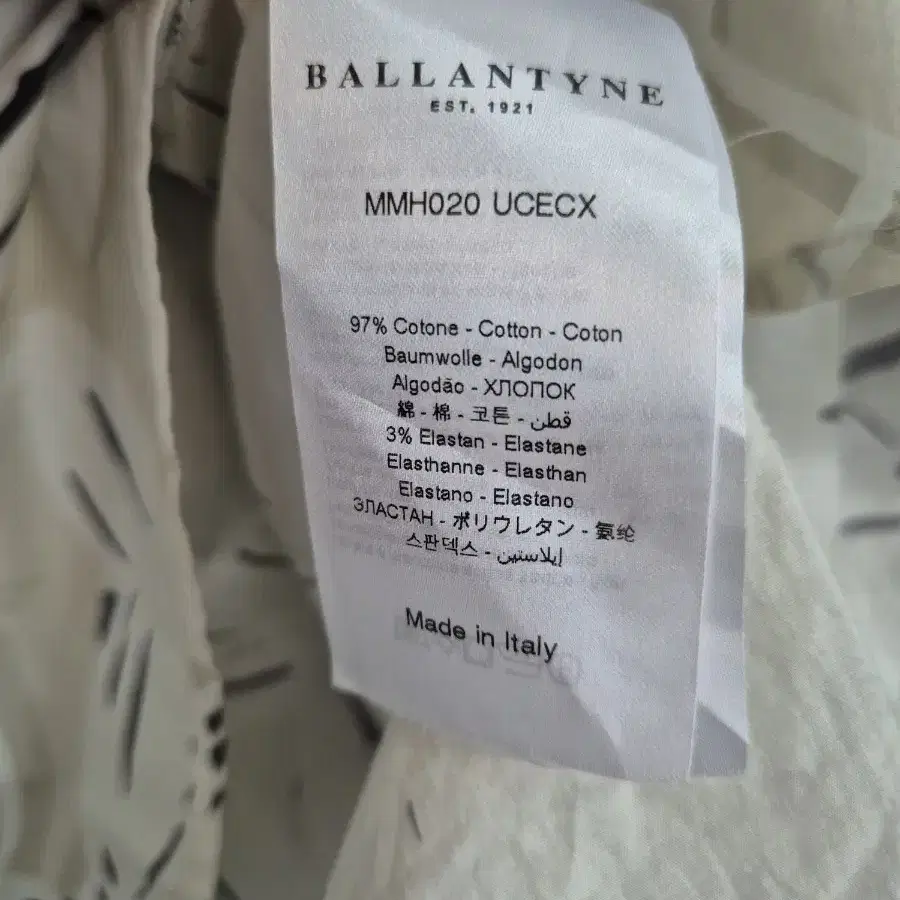 BALLANTYNE
EST. 1921
MMH020 UCECX
97% Cotone - Cotton - Coton
Baumwolle - Algodon
Algodão - ХЛОПОК
綿 - 棉 - 코튼 - قطن
3% Elastan - Elastane
Elasthanne - Elasthan
Elastano - Elastano
ЭЛАСТАН - ポリウレタン - 氨纶
스판덱스 - إيلاستين
Made in Italy